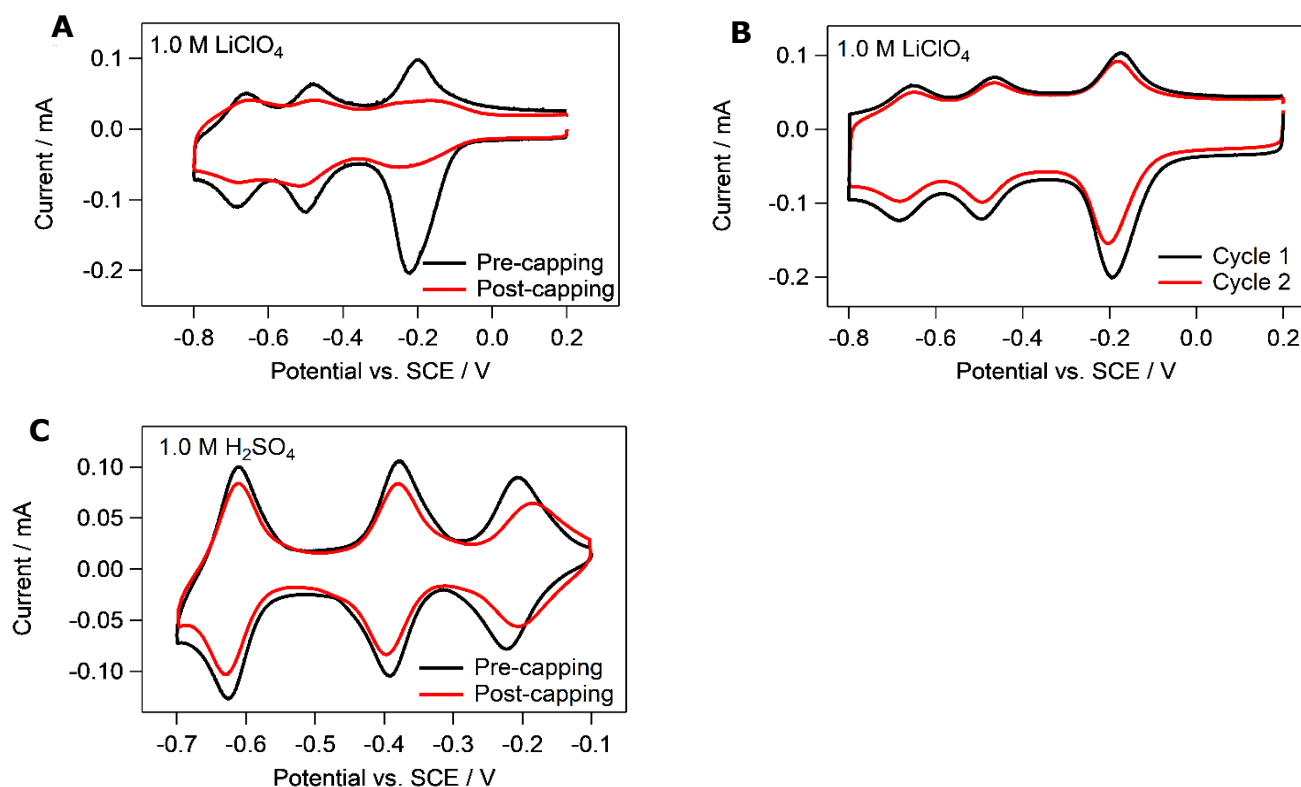 A
1.0 M LiClO4
0.1
0.0
-0.1
-0.2
Current / mA
Pre-capping
Post-capping
-0.8 -0.6 -0.4 -0.2 0.0 0.2
Potential vs. SCE / V
B
1.0 M LiClO4
0.1
0.0
-0.1
-0.2
Current / mA
Cycle 1
Cycle 2
-0.8 -0.6 -0.4 -0.2 0.0 0.2
Potential vs. SCE / V
C
1.0 M H2SO4
0.10
0.05
0.00
-0.05
-0.10
Current / mA
Pre-capping
Post-capping
-0.7 -0.6 -0.5 -0.4 -0.3 -0.2 -0.1
Potential vs. SCE / V